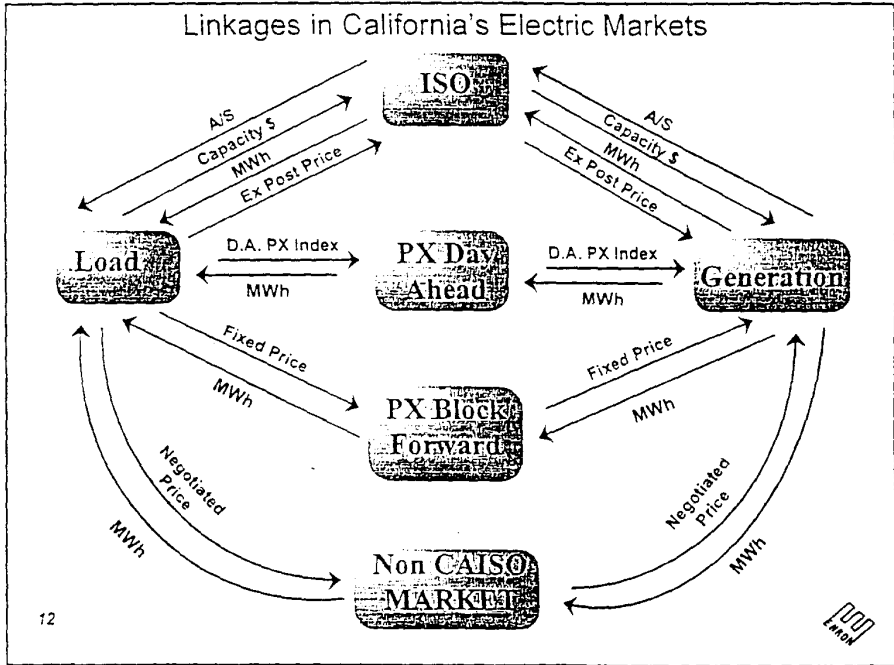 Linkages in California's Electric Markets
ISO
A/S
Capacity $
MWh
Ex Post Price
A/S
Capacity $
MWh
Ex Post Price
Load
D.A. PX Index
MWh
PX Day
Ahead
D.A. PX Index
MWh
Generation
Fixed Price
MWh
PX Block
Forward
Fixed Price
MWh
Negotiated
Price
MWh
Non CAISO
MARKET
Negotiated
Price
MWh
12
ENRON